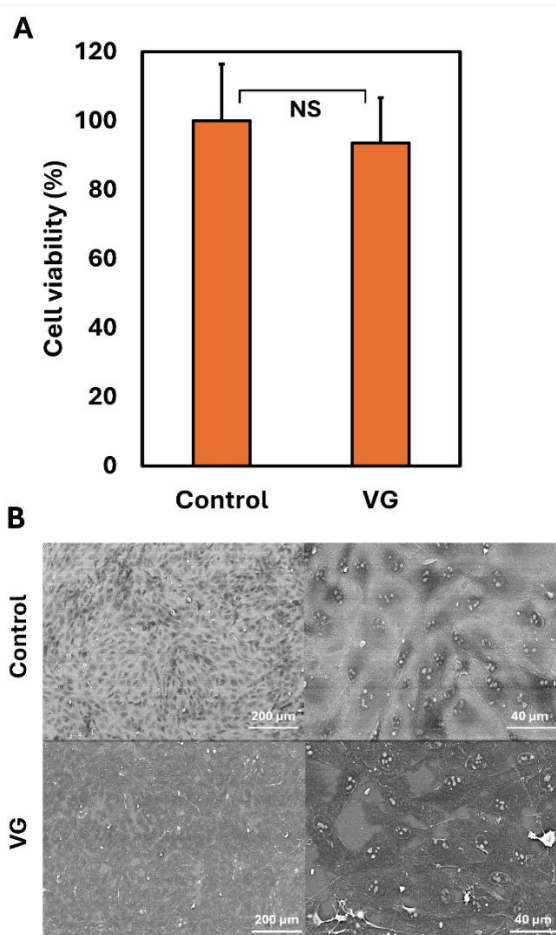 A
Cell viability (%)
120
100
80
60
40
20
0
NS
Control
VG
B
Control
200 µm
40 µm
VG
200 µm
40 µm